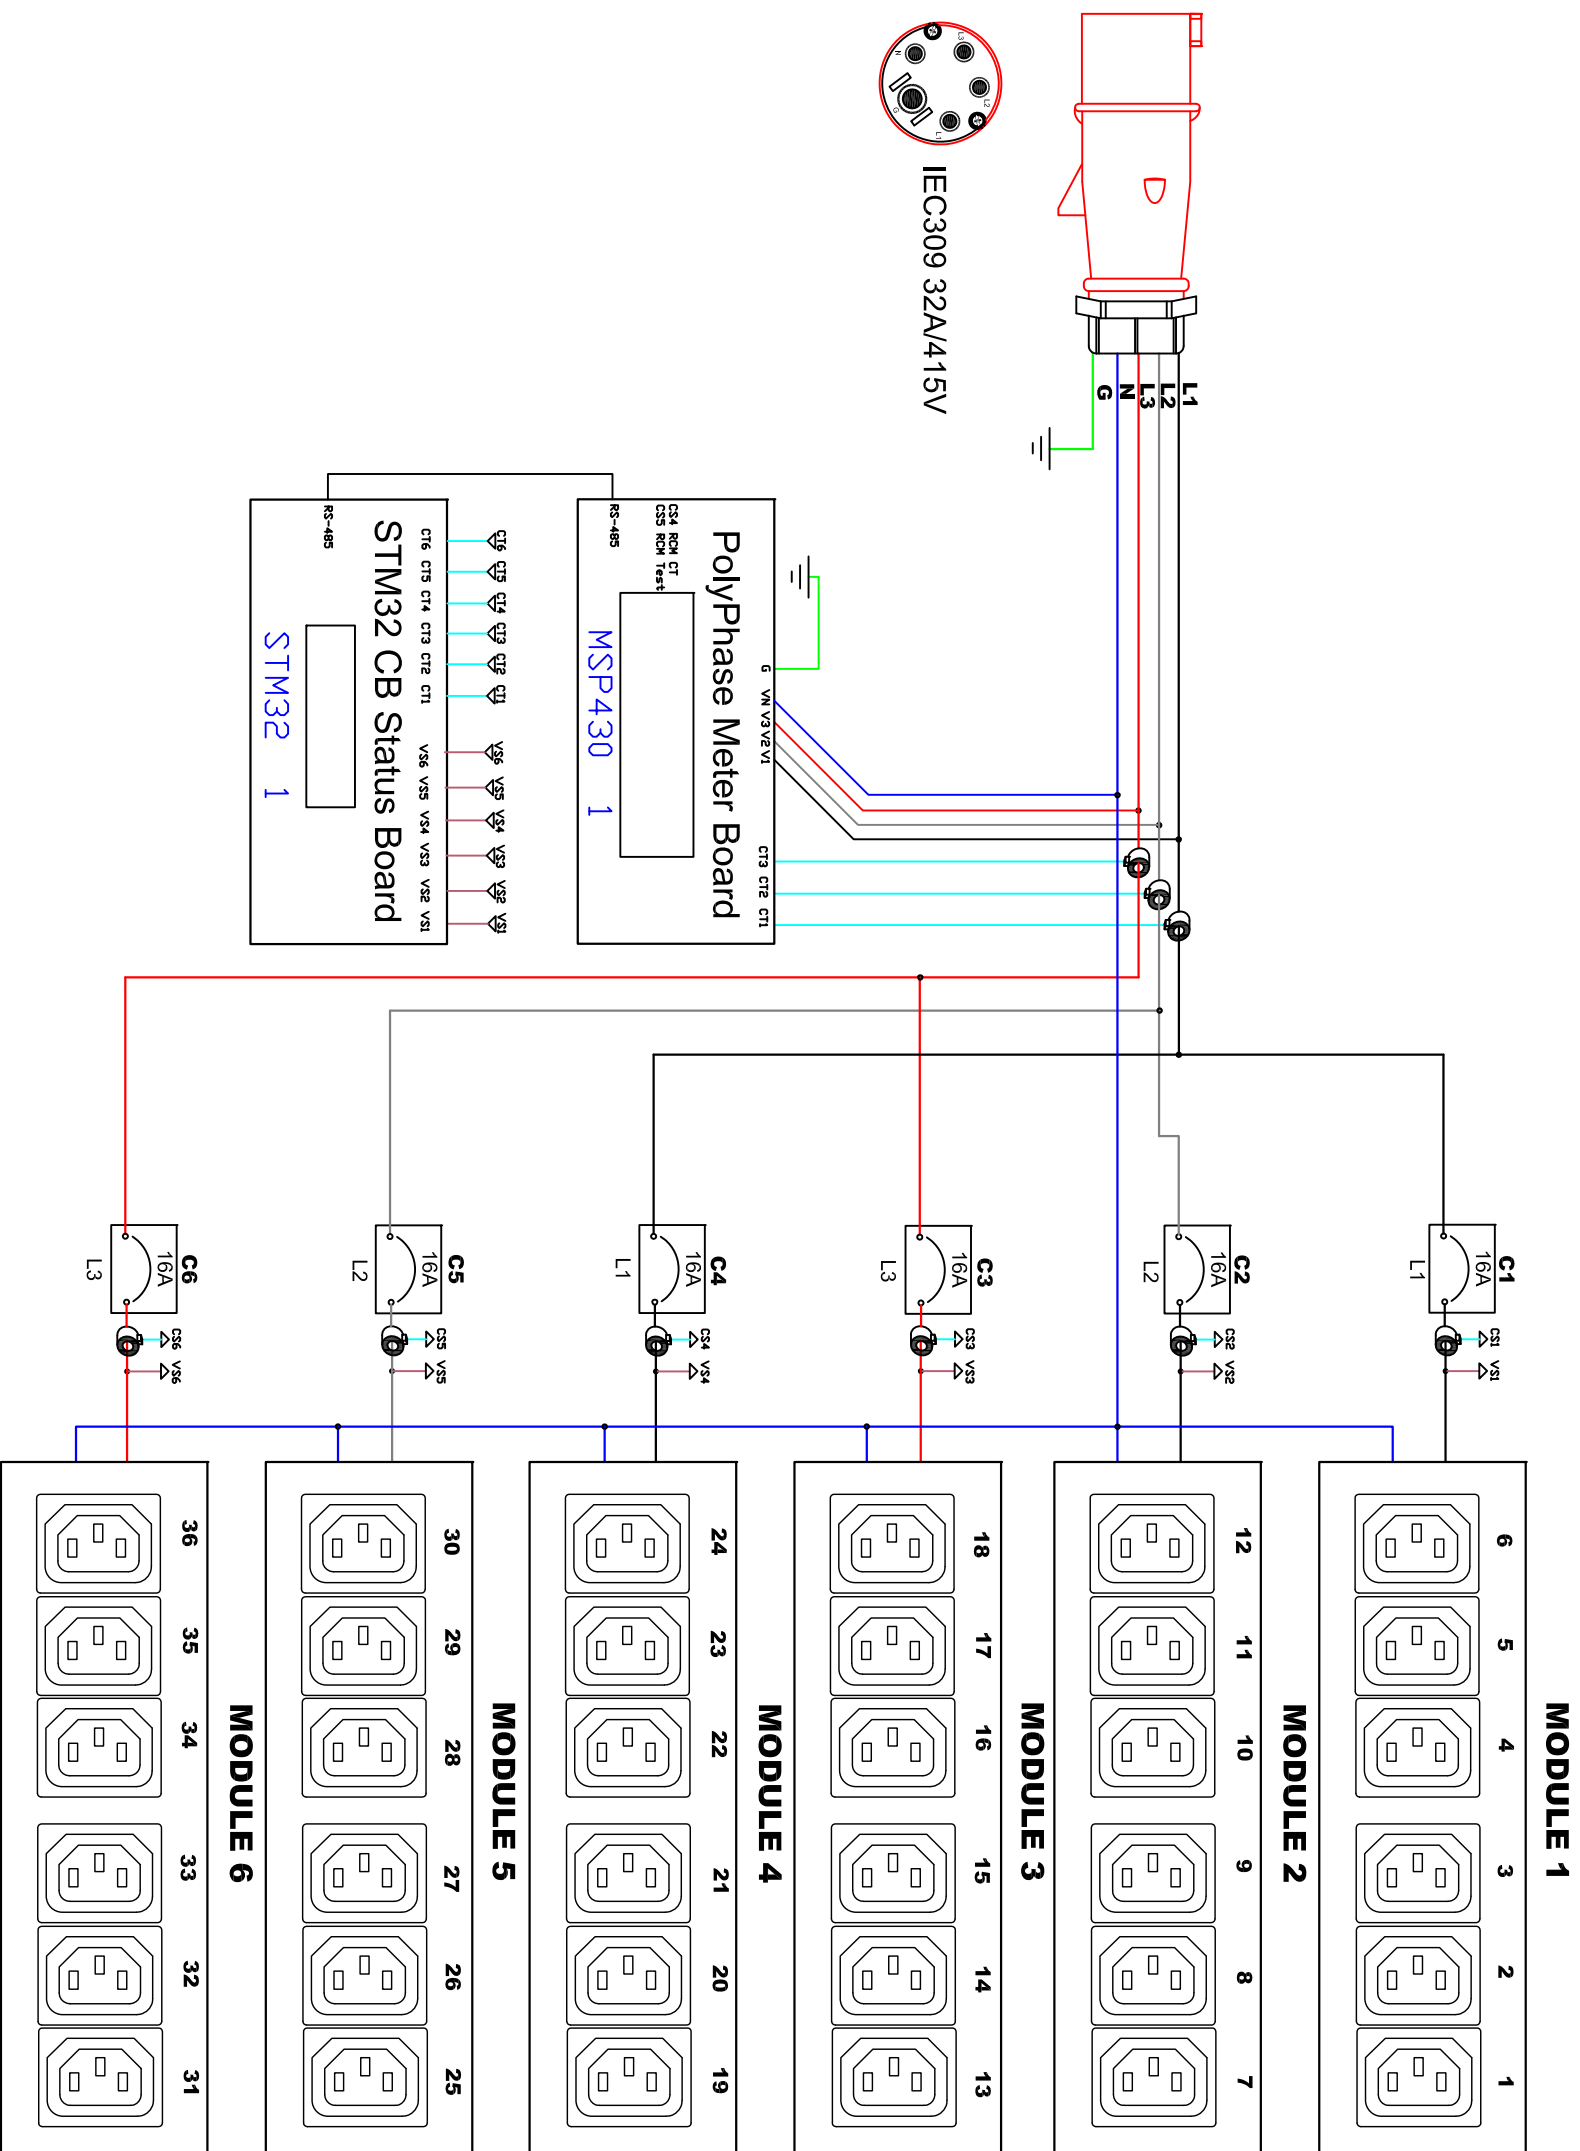 L3
N
L2
G
L1
IEC309 32A/415V
L1
L2
L3
N
G
PolyPhase Meter Board
CS4 RCM CT
CS5 RCM Test
RS-485
MSP430 1
G VN V3 V2 V1
CT3 CT2 CT1
STM32 CB Status Board
RS-485
STM32 1
CT6 CT5 CT4 CT3 CT2 CT1
VS6 VS5 VS4 VS3 VS2 VS1
CT6 CT5 CT4 CT3 CT2 CT1
VS6 VS5 VS4 VS3 VS2 VS1
C1
16A
L1
CS1 VS1
C2
16A
L2
CS2 VS2
C3
16A
L3
CS3 VS3
C4
16A
L1
CS4 VS4
C5
16A
L2
CS5 VS5
C6
16A
L3
CS6 VS6
MODULE 1
6 5 4 3 2 1
MODULE 2
12 11 10 9 8 7
MODULE 3
18 17 16 15 14 13
MODULE 4
24 23 22 21 20 19
MODULE 5
30 29 28 27 26 25
MODULE 6
36 35 34 33 32 31